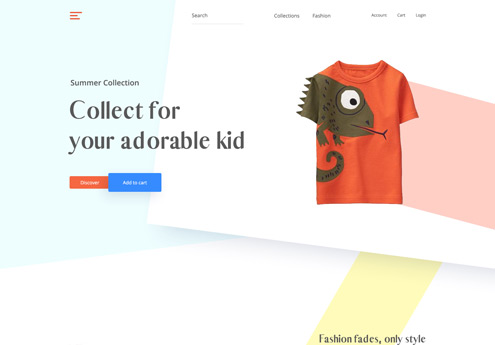 Search
Collections
Fashion
Account
Cart
Login
Summer Collection
Collect for
your adorable kid
Discover
Add to cart
Fashion fades, only style